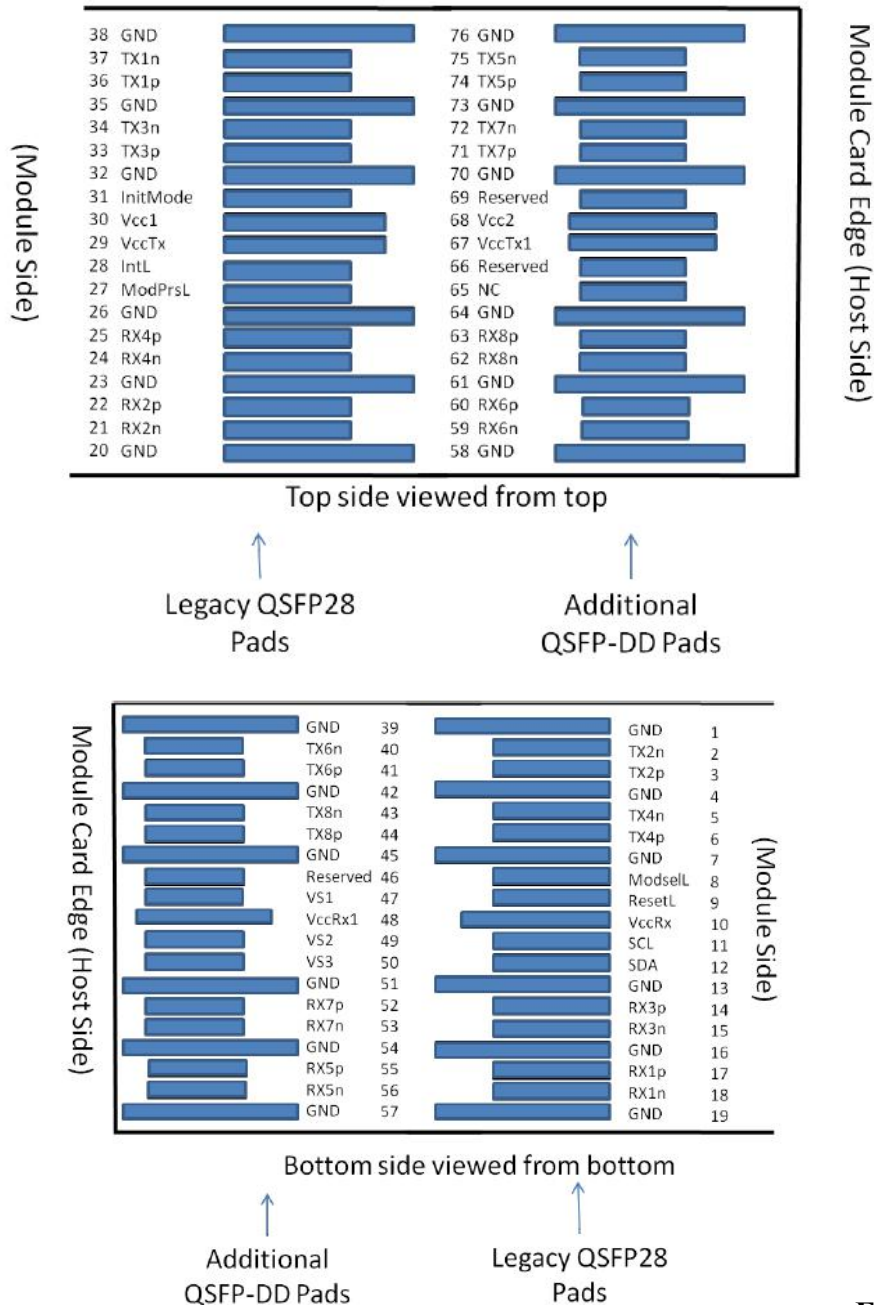 38 GND 76 GND
37 TX1n 75 TX5n
36 TX1p 74 TX5p
35 GND 73 GND
34 TX3n 72 TX7n
33 TX3p 71 TX7p
32 GND 70 GND
31 InitMode 69 Reserved
30 Vcc1 68 Vcc2
29 VccTx 67 VccTx1
28 IntL 66 Reserved
27 ModPrsL 65 NC
26 GND 64 GND
25 RX4p 63 RX8p
24 RX4n 62 RX8n
23 GND 61 GND
22 RX2p 60 RX6p
21 RX2n 59 RX6n
20 GND 58 GND
(Module Side)
Module Card Edge (Host Side)
Top side viewed from top
Legacy QSFP28
Pads
Additional
QSFP-DD Pads
Module Card Edge (Host Side)
GND 39 GND 1
TX6n 40 TX2n 2
TX6p 41 TX2p 3
GND 42 GND 4
TX8n 43 TX4n 5
TX8p 44 TX4p 6
GND 45 GND 7
Reserved 46 ModselL 8
VS1 47 ResetL 9
VccRx1 48 VccRx 10
VS2 49 SCL 11
VS3 50 SDA 12
GND 51 GND 13
RX7p 52 RX3p 14
RX7n 53 RX3n 15
GND 54 GND 16
RX5p 55 RX1p 17
RX5n 56 RX1n 18
GND 57 GND 19
(Module Side)
Bottom side viewed from bottom
Additional
QSFP-DD Pads
Legacy QSFP28
Pads